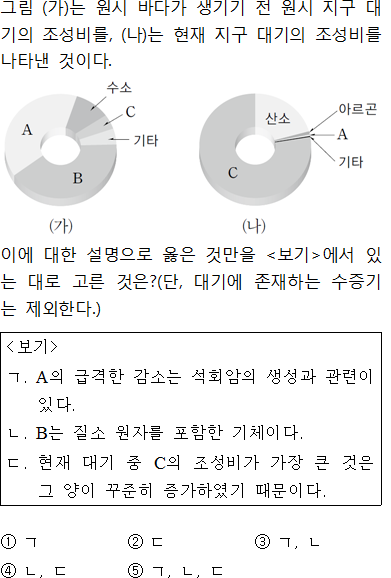 그림 (가)는 원시 바다가 생기기 전 원시 지구 대
기의 조성비를, (나)는 현재 지구 대기의 조성비를
나타낸 것이다.
수소
C
A
기타
B
(가)
산소
아르곤
A
기타
C
(나)
이에 대한 설명으로 옳은 것만을 <보기>에서 있
는 대로 고른 것은?(단, 대기에 존재하는 수증기
는 제외한다.)
<보기>
ㄱ. A의 급격한 감소는 석회암의 생성과 관련이
있다.
ㄴ. B는 질소 원자를 포함한 기체이다.
ㄷ. 현재 대기 중 C의 조성비가 가장 큰 것은
그 양이 꾸준히 증가하였기 때문이다.
① ㄱ ② ㄷ ③ ㄱ, ㄴ
④ ㄴ, ㄷ ⑤ ㄱ, ㄴ, ㄷ